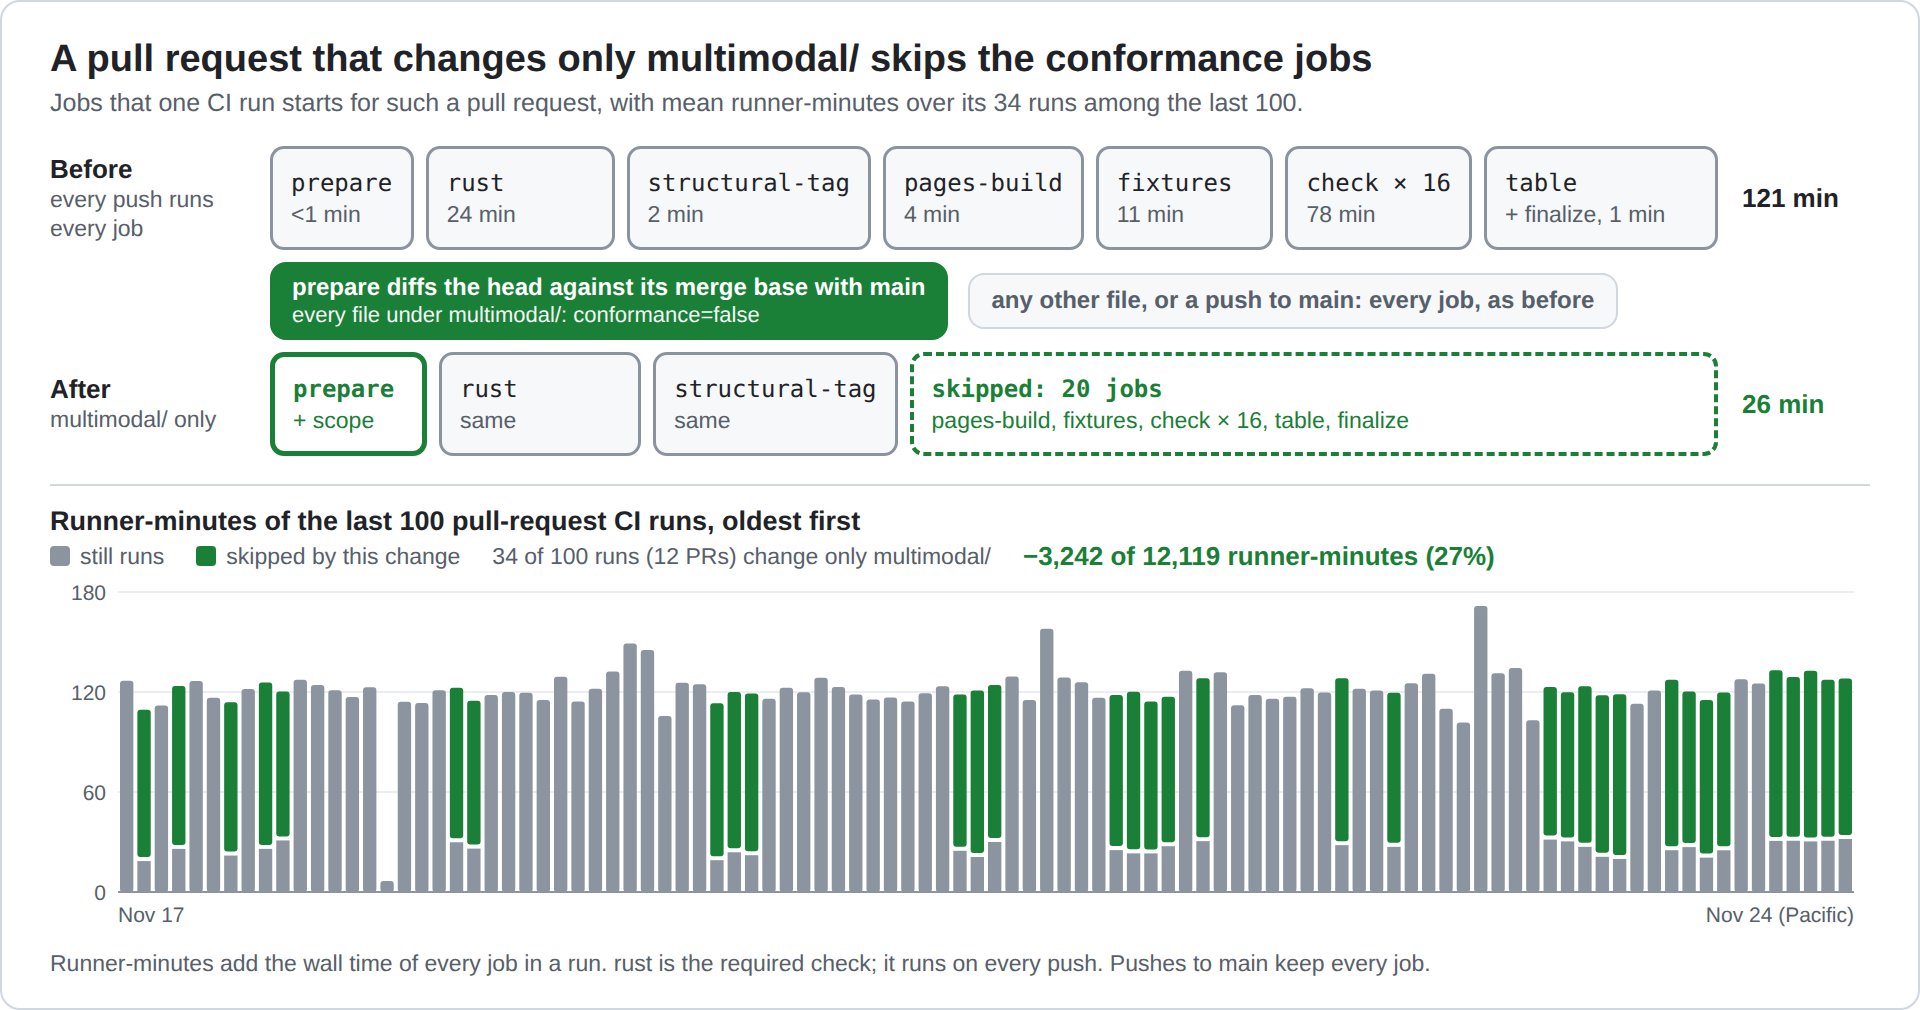 A pull request that changes only multimodal/ skips the conformance jobs
Jobs that one CI run starts for such a pull request, with mean runner-minutes over its 34 runs among the last 100.
Before
every push runs
every job
prepare
<1 min
rust
24 min
structural-tag
2 min
pages-build
4 min
fixtures
11 min
check × 16
78 min
table
+ finalize, 1 min
121 min
prepare diffs the head against its merge base with main
every file under multimodal/: conformance=false
any other file, or a push to main: every job, as before
After
multimodal/ only
prepare
+ scope
rust
same
structural-tag
same
skipped: 20 jobs
pages-build, fixtures, check × 16, table, finalize
26 min
Runner-minutes of the last 100 pull-request CI runs, oldest first
still runs
skipped by this change
34 of 100 runs (12 PRs) change only multimodal/
−3,242 of 12,119 runner-minutes (27%)
180
120
60
0
Nov 17
Nov 24 (Pacific)
Runner-minutes add the wall time of every job in a run. rust is the required check; it runs on every push. Pushes to main keep every job.